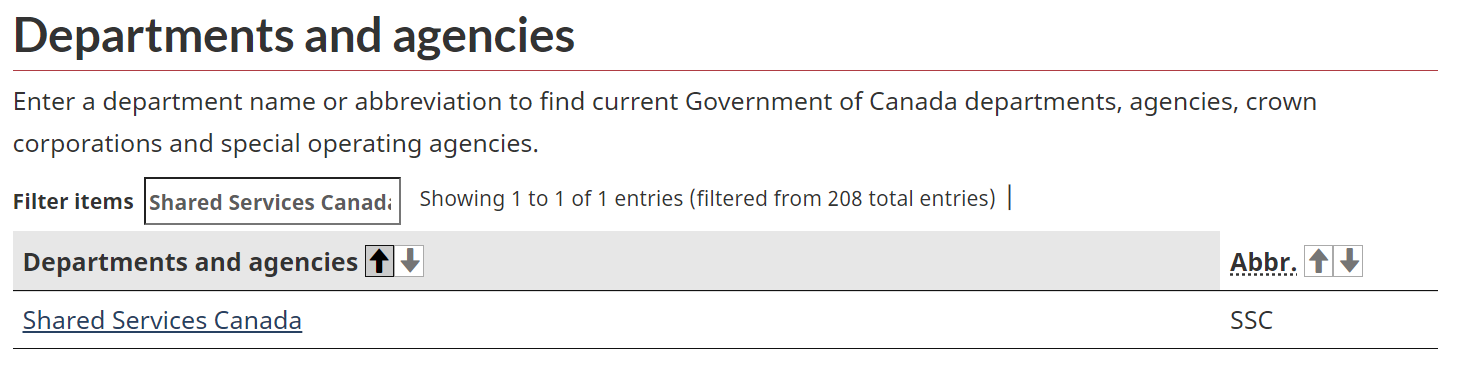 Departments and agencies
Enter a department name or abbreviation to find current Government of Canada departments, agencies, crown
corporations and special operating agencies.
Filter items Shared Services Canada Showing 1 to 1 of 1 entries (filtered from 208 total entries) |
Departments and agencies Abbr.
Shared Services Canada SSC